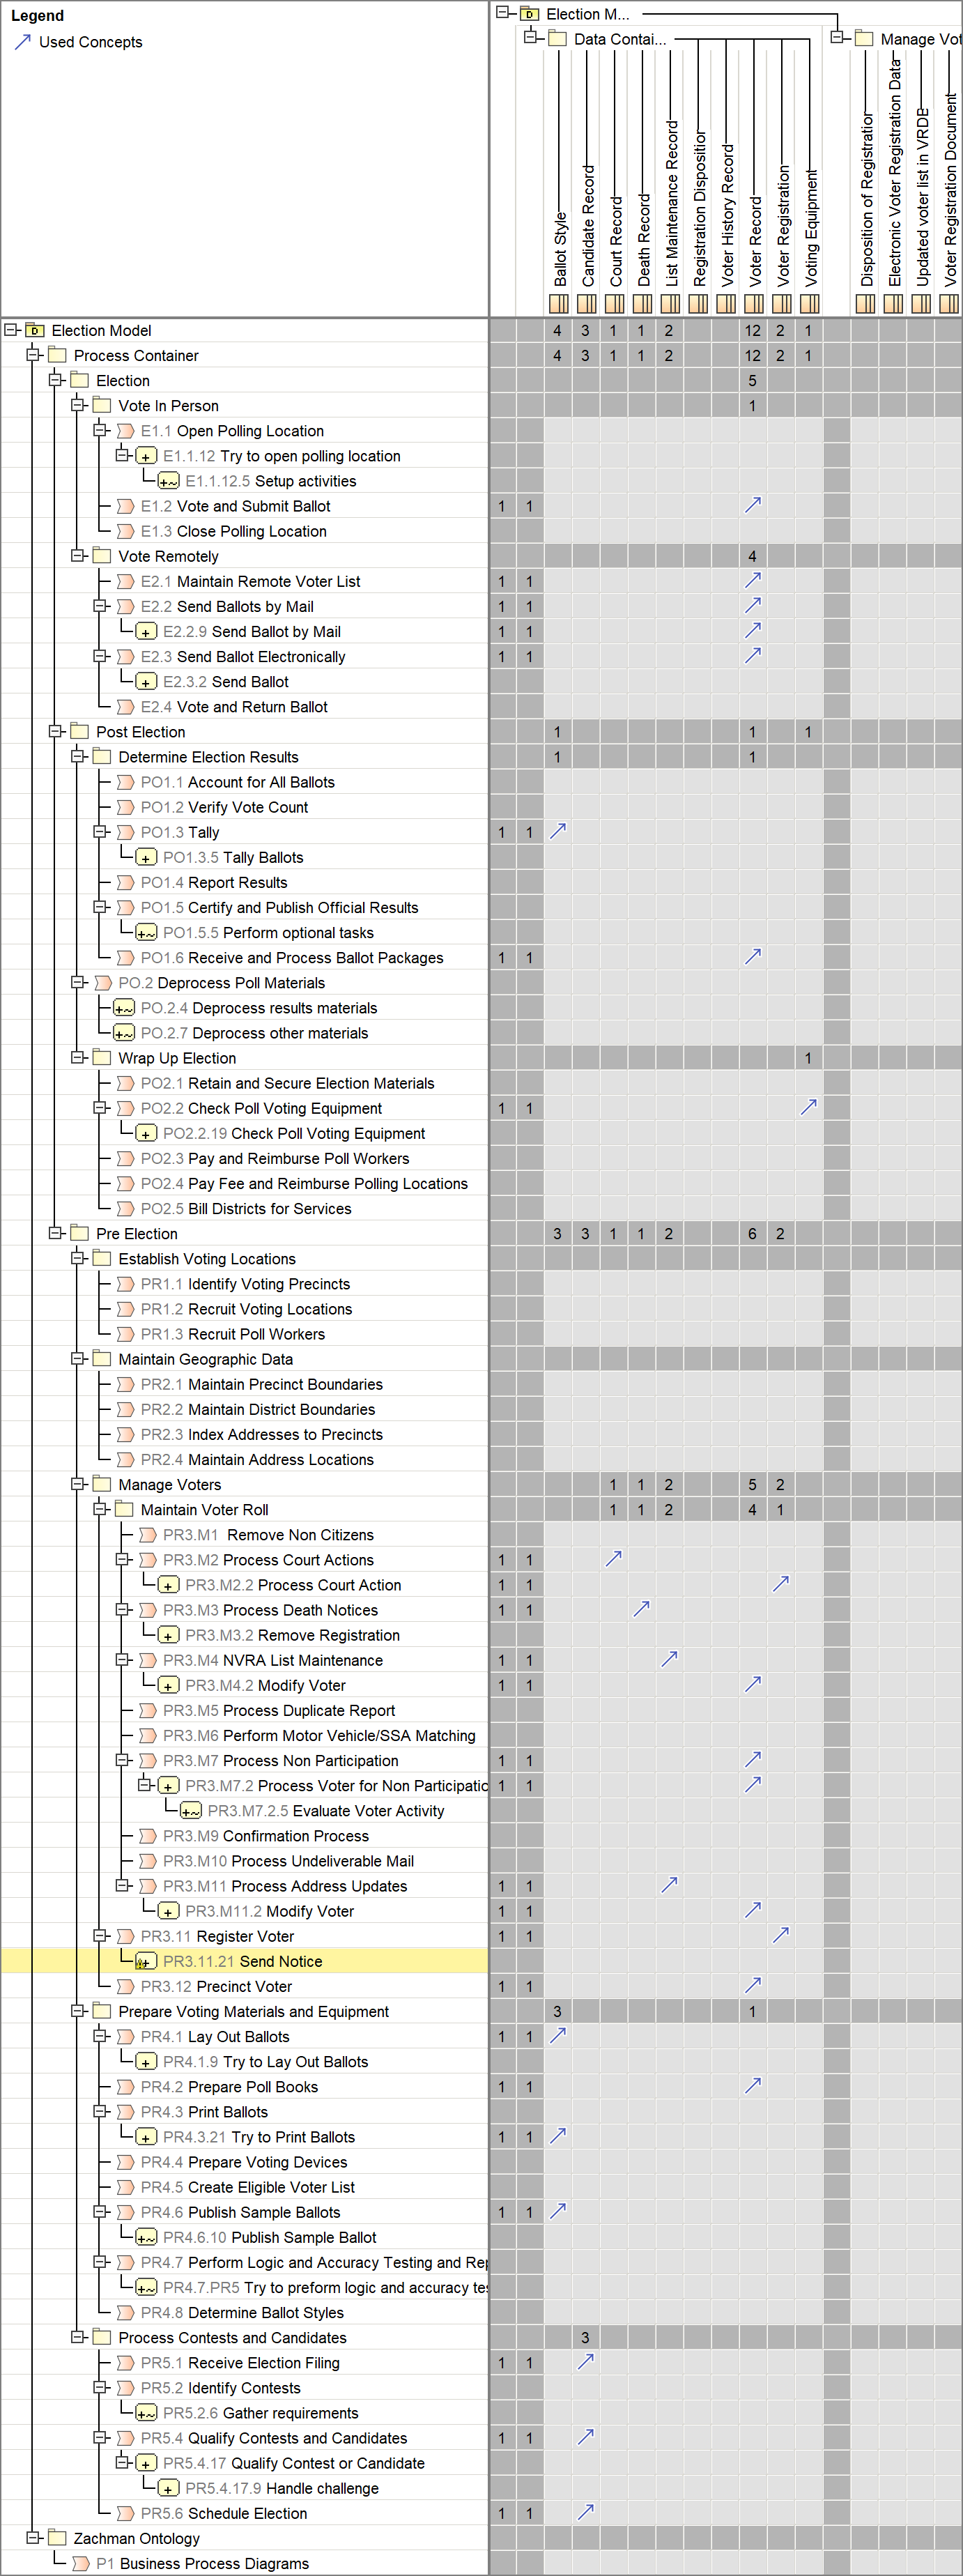 Legend
Used Concepts
Election M...
Data Contai...
Manage Vot
Ballot Style
Candidate Record
Court Record
Death Record
List Maintenance Record
Registration Disposition
Voter History Record
Voter Record
Voter Registration
Voting Equipment
Disposition of Registration
Electronic Voter Registration Data
Updated voter list in VRDB
Voter Registration Document
Election Model 4 3 1 1 2 12 2 1
Process Container 4 3 1 1 2 12 2 1
Election 5
Vote In Person 1
E1.1 Open Polling Location
E1.1.12 Try to open polling location
E1.1.12.5 Setup activities
E1.2 Vote and Submit Ballot 1 1
E1.3 Close Polling Location
Vote Remotely 4
E2.1 Maintain Remote Voter List 1 1
E2.2 Send Ballots by Mail 1 1
E2.2.9 Send Ballot by Mail 1 1
E2.3 Send Ballot Electronically 1 1
E2.3.2 Send Ballot
E2.4 Vote and Return Ballot
Post Election 1 1 1
Determine Election Results 1 1
PO1.1 Account for All Ballots
PO1.2 Verify Vote Count
PO1.3 Tally 1 1
PO1.3.5 Tally Ballots
PO1.4 Report Results
PO1.5 Certify and Publish Official Results
PO1.5.5 Perform optional tasks
PO1.6 Receive and Process Ballot Packages 1 1
PO.2 Deprocess Poll Materials
PO.2.4 Deprocess results materials
PO.2.7 Deprocess other materials
Wrap Up Election 1
PO2.1 Retain and Secure Election Materials
PO2.2 Check Poll Voting Equipment 1 1
PO2.2.19 Check Poll Voting Equipment
PO2.3 Pay and Reimburse Poll Workers
PO2.4 Pay Fee and Reimburse Polling Locations
PO2.5 Bill Districts for Services
Pre Election 3 3 1 1 2 6 2
Establish Voting Locations
PR1.1 Identify Voting Precincts
PR1.2 Recruit Voting Locations
PR1.3 Recruit Poll Workers
Maintain Geographic Data
PR2.1 Maintain Precinct Boundaries
PR2.2 Maintain District Boundaries
PR2.3 Index Addresses to Precincts
PR2.4 Maintain Address Locations
Manage Voters 1 1 2 5 2
Maintain Voter Roll 1 1 2 4 1
PR3.M1 Remove Non Citizens
PR3.M2 Process Court Actions 1 1
PR3.M2.2 Process Court Action 1 1
PR3.M3 Process Death Notices 1 1
PR3.M3.2 Remove Registration
PR3.M4 NVRA List Maintenance 1 1
PR3.M4.2 Modify Voter 1 1
PR3.M5 Process Duplicate Report
PR3.M6 Perform Motor Vehicle/SSA Matching
PR3.M7 Process Non Participation 1 1
PR3.M7.2 Process Voter for Non Participatio 1 1
PR3.M7.2.5 Evaluate Voter Activity
PR3.M9 Confirmation Process
PR3.M10 Process Undeliverable Mail
PR3.M11 Process Address Updates 1 1
PR3.M11.2 Modify Voter 1 1
PR3.11 Register Voter 1 1
PR3.11.21 Send Notice
PR3.12 Precinct Voter 1 1
Prepare Voting Materials and Equipment 3 1
PR4.1 Lay Out Ballots 1 1
PR4.1.9 Try to Lay Out Ballots
PR4.2 Prepare Poll Books 1 1
PR4.3 Print Ballots
PR4.3.21 Try to Print Ballots 1 1
PR4.4 Prepare Voting Devices
PR4.5 Create Eligible Voter List
PR4.6 Publish Sample Ballots 1 1
PR4.6.10 Publish Sample Ballot
PR4.7 Perform Logic and Accuracy Testing and Rep
PR4.7.PR5 Try to preform logic and accuracy tes
PR4.8 Determine Ballot Styles
Process Contests and Candidates 3
PR5.1 Receive Election Filing 1 1
PR5.2 Identify Contests
PR5.2.6 Gather requirements
PR5.4 Qualify Contests and Candidates 1 1
PR5.4.17 Qualify Contest or Candidate
PR5.4.17.9 Handle challenge
PR5.6 Schedule Election 1 1
Zachman Ontology
P1 Business Process Diagrams